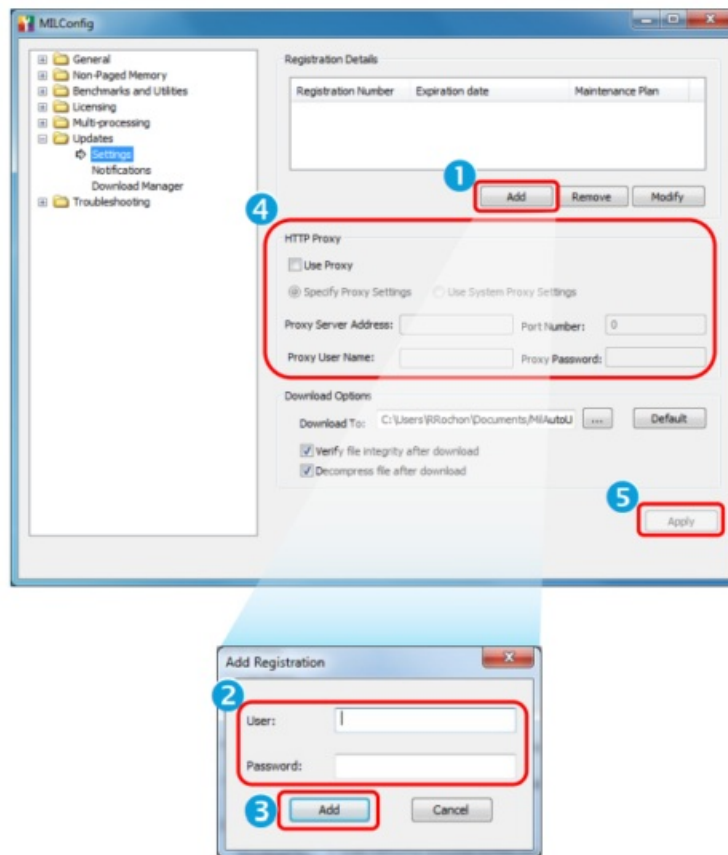 MILConfig
General
Non-Paged Memory
Benchmarks and Utilities
Licensing
Multi-processing
Updates
Settings
Notifications
Download Manager
Troubleshooting
Registration Details
Registration Number Expiration date Maintenance Plan
1
Add Remove Modify
4
HTTP Proxy
Use Proxy
Specify Proxy Settings Use System Proxy Settings
Proxy Server Address: Port Number: 0
Proxy User Name: Proxy Password:
Download Options
Download To: C:\Users\RRochon\Documents\MilAutoU ... Default
Verify file integrity after download
Decompress file after download
5
Apply
Add Registration
2
User:
Password:
3
Add Cancel